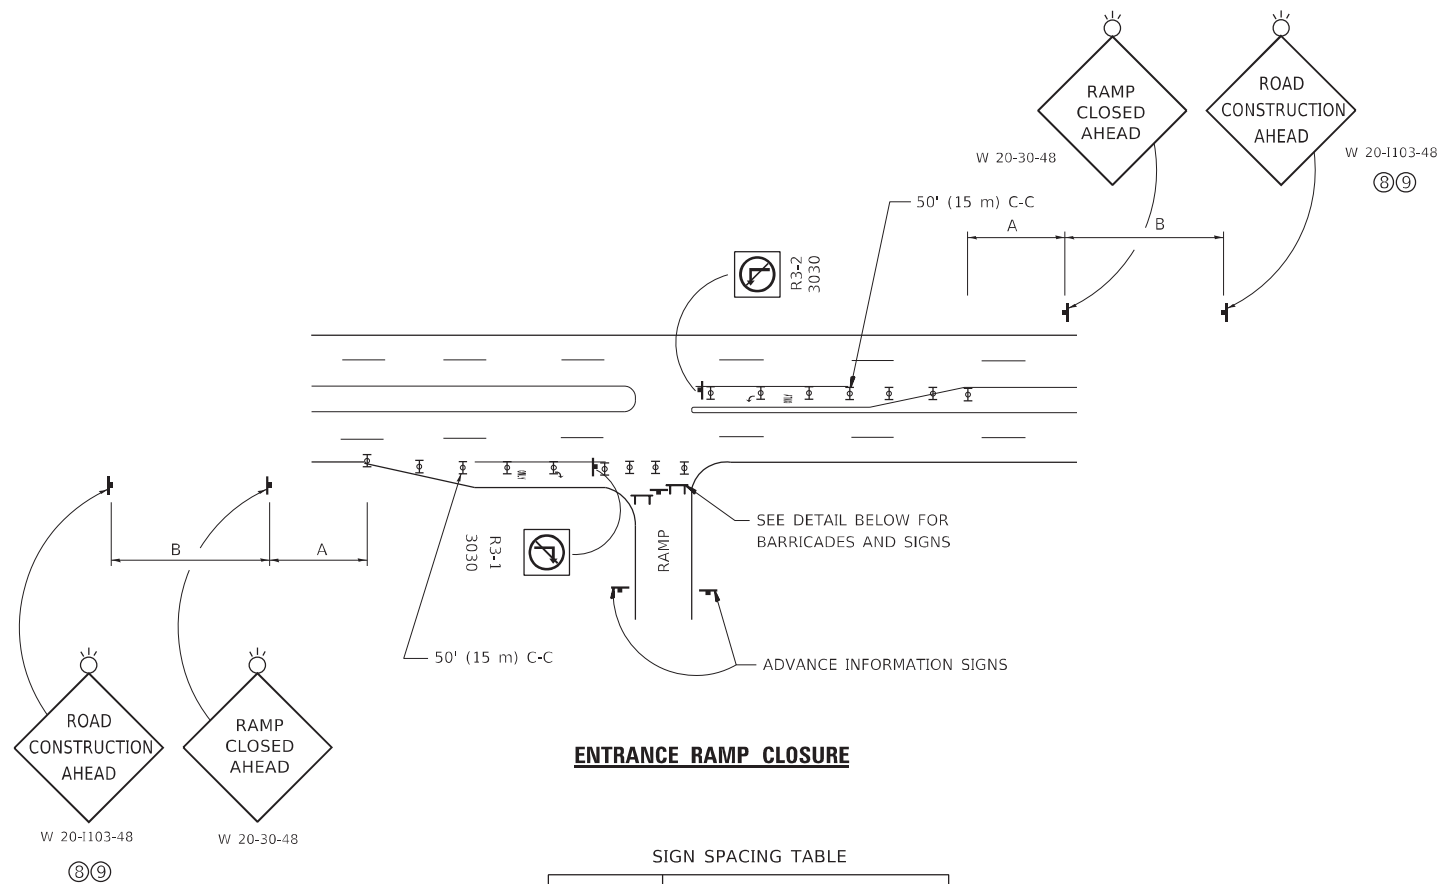 RAMP
CLOSED
AHEAD
W 20-30-48
ROAD
CONSTRUCTION
AHEAD
W 20-I103-48
⑧⑨
50' (15 m) C-C
A
B
R3-2
3030
B
A
R3-1
3030
RAMP
SEE DETAIL BELOW FOR
BARRICADES AND SIGNS
50' (15 m) C-C
ADVANCE INFORMATION SIGNS
ROAD
CONSTRUCTION
AHEAD
W 20-I103-48
⑧⑨
RAMP
CLOSED
AHEAD
W 20-30-48
ENTRANCE RAMP CLOSURE
SIGN SPACING TABLE